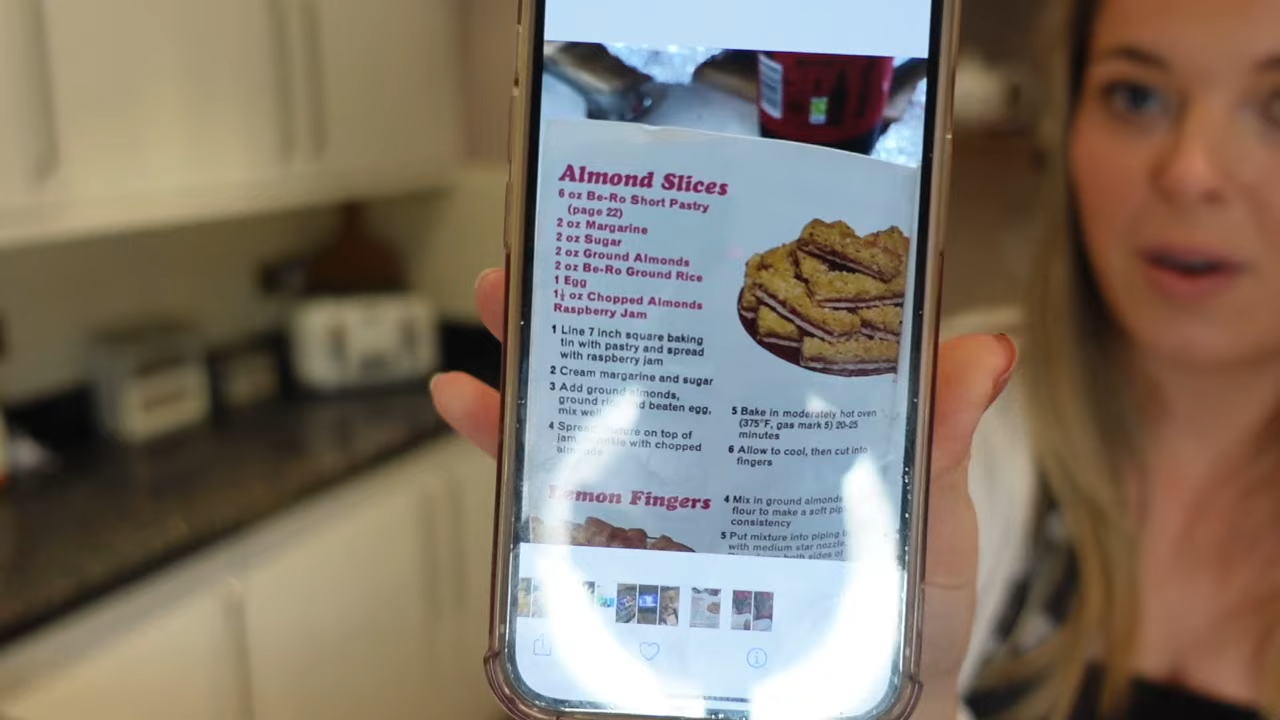 Almond Slices
6 oz Be-Ro Short Pastry
(page 22)
2 oz Margarine
2 oz Sugar
2 oz Ground Almonds
2 oz Be-Ro Ground Rice
1 Egg
1½ oz Chopped Almonds
Raspberry Jam
1 Line 7 inch square baking
tin with pastry and spread
with raspberry jam
2 Cream margarine and sugar
3 Add ground almonds,
ground and beaten egg,
mix well
4 Spread on top of
jam, with chopped
5 Bake in moderately hot oven
(375°F, gas mark 5) 20-25
minutes
6 Allow to cool, then cut into
fingers
Lemon Fingers
4 Mix in ground almonds
flour to make a soft
consistency
5 Put mixture into piping
with medium star nozzle.
both sides of